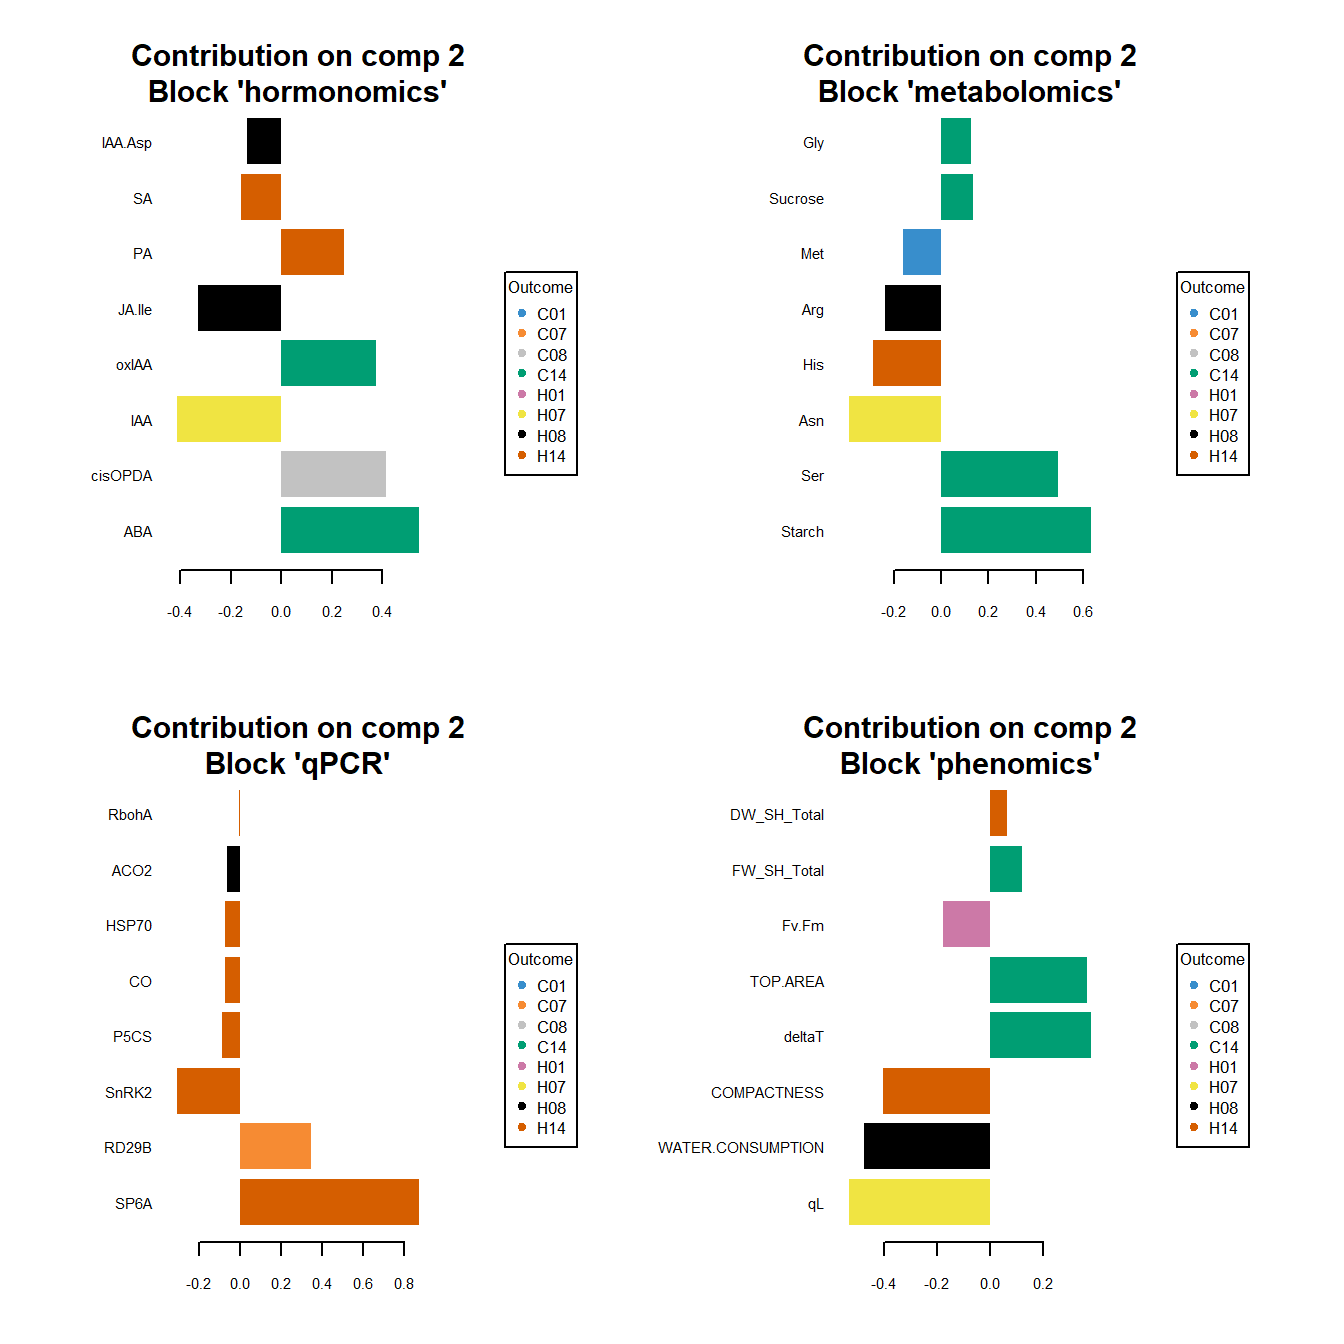 Contribution on comp 2
Block 'hormonomics'
IAA.Asp
SA
PA
JA.Ile
oxIAA
IAA
cisOPDA
ABA
-0.4 -0.2 0.0 0.2 0.4
Outcome
C01
C07
C08
C14
H01
H07
H08
H14
Contribution on comp 2
Block 'metabolomics'
Gly
Sucrose
Met
Arg
His
Asn
Ser
Starch
-0.2 0.0 0.2 0.4 0.6
Outcome
C01
C07
C08
C14
H01
H07
H08
H14
Contribution on comp 2
Block 'qPCR'
RbohA
ACO2
HSP70
CO
P5CS
SnRK2
RD29B
SP6A
-0.2 0.0 0.2 0.4 0.6 0.8
Outcome
C01
C07
C08
C14
H01
H07
H08
H14
Contribution on comp 2
Block 'phenomics'
DW_SH_Total
FW_SH_Total
Fv.Fm
TOP.AREA
deltaT
COMPACTNESS
WATER.CONSUMPTION
qL
-0.4 -0.2 0.0 0.2
Outcome
C01
C07
C08
C14
H01
H07
H08
H14